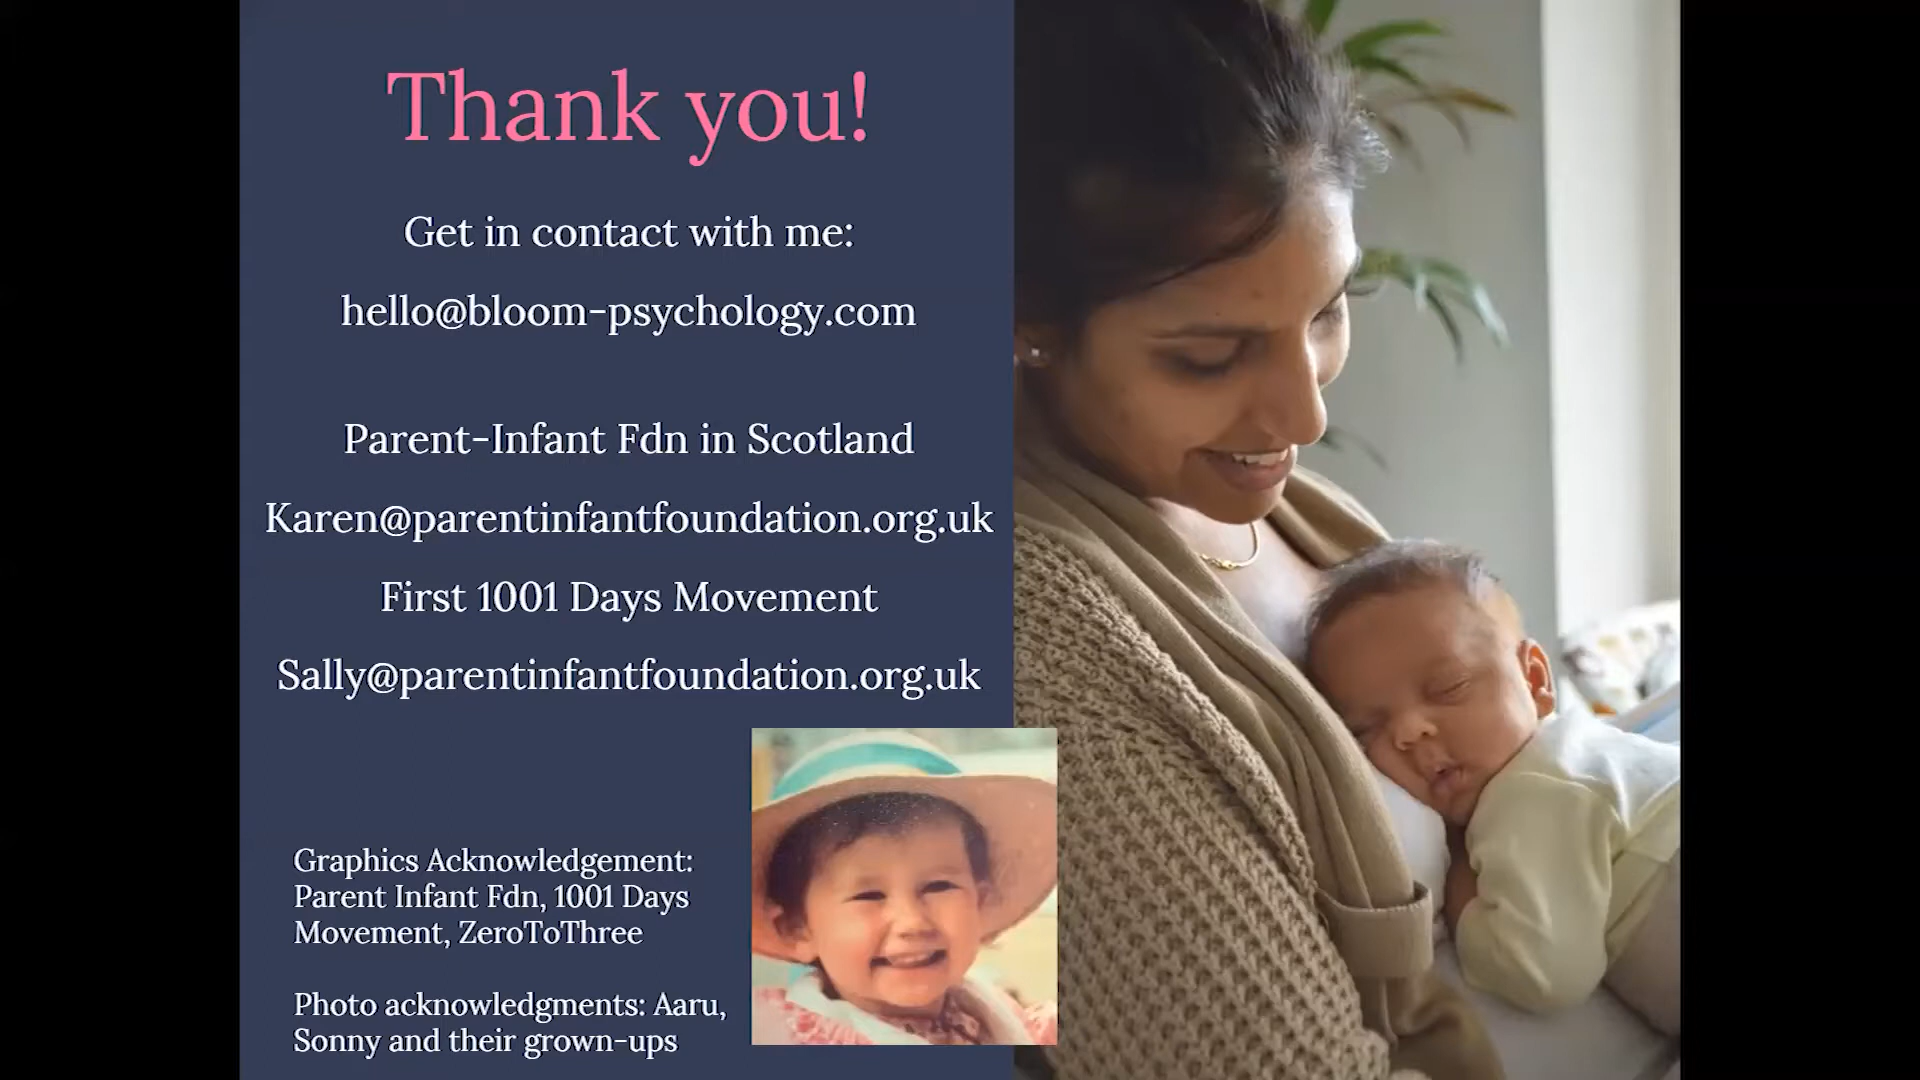 Thank you!
Get in contact with me:
hello@bloom-psychology.com
Parent-Infant Fdn in Scotland
Karen@parentinfantfoundation.org.uk
First 1001 Days Movement
Sally@parentinfantfoundation.org.uk
Graphics Acknowledgement:
Parent Infant Fdn, 1001 Days
Movement, ZeroToThree
Photo acknowledgments: Aaru,
Sonny and their grown-ups